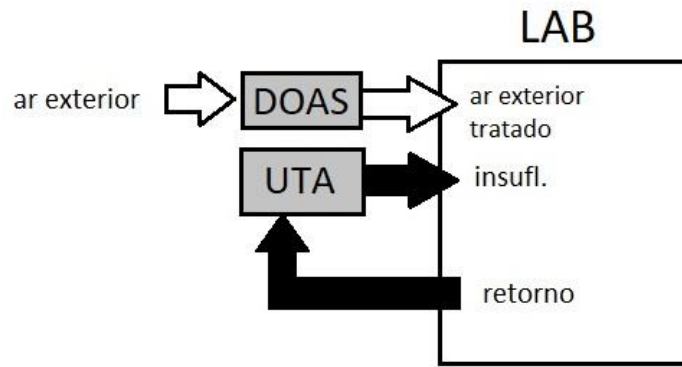 LAB
ar exterior
DOAS
ar exterior
tratado
UTA
insufl.
retorno